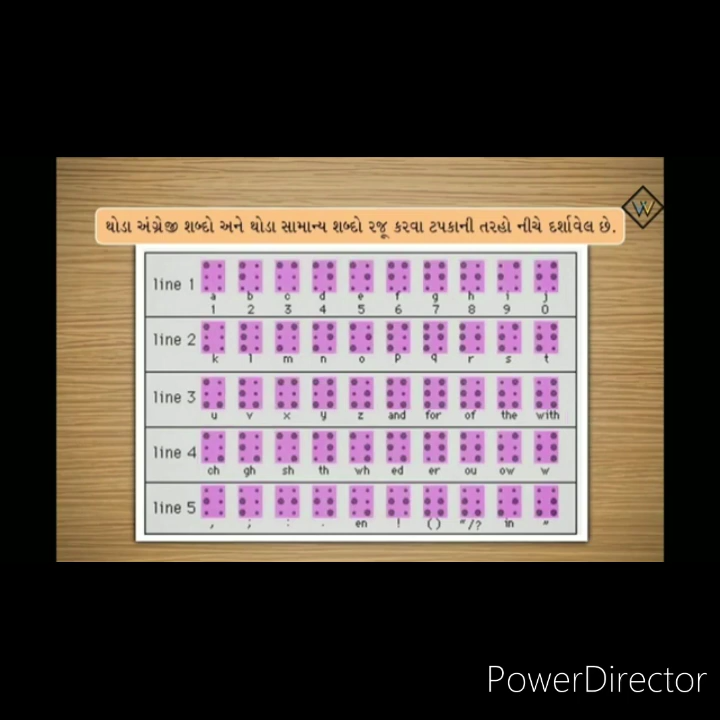 થોડા અંગ્રેજી શબ્દો અને થોડા સામાન્ય શબ્દો રજૂ કરવા ટપકાની તરહો નીચે દર્શાવેલ છે.
line 1
a b c d e f g h i j
1 2 3 4 5 6 7 8 9 0
line 2
k l m n o p q r s t
line 3
u v x y z and for of the with
line 4
ch gh sh th wh ed er ou ow w
line 5
, ; : . en ! () "/? in "
PowerDirector